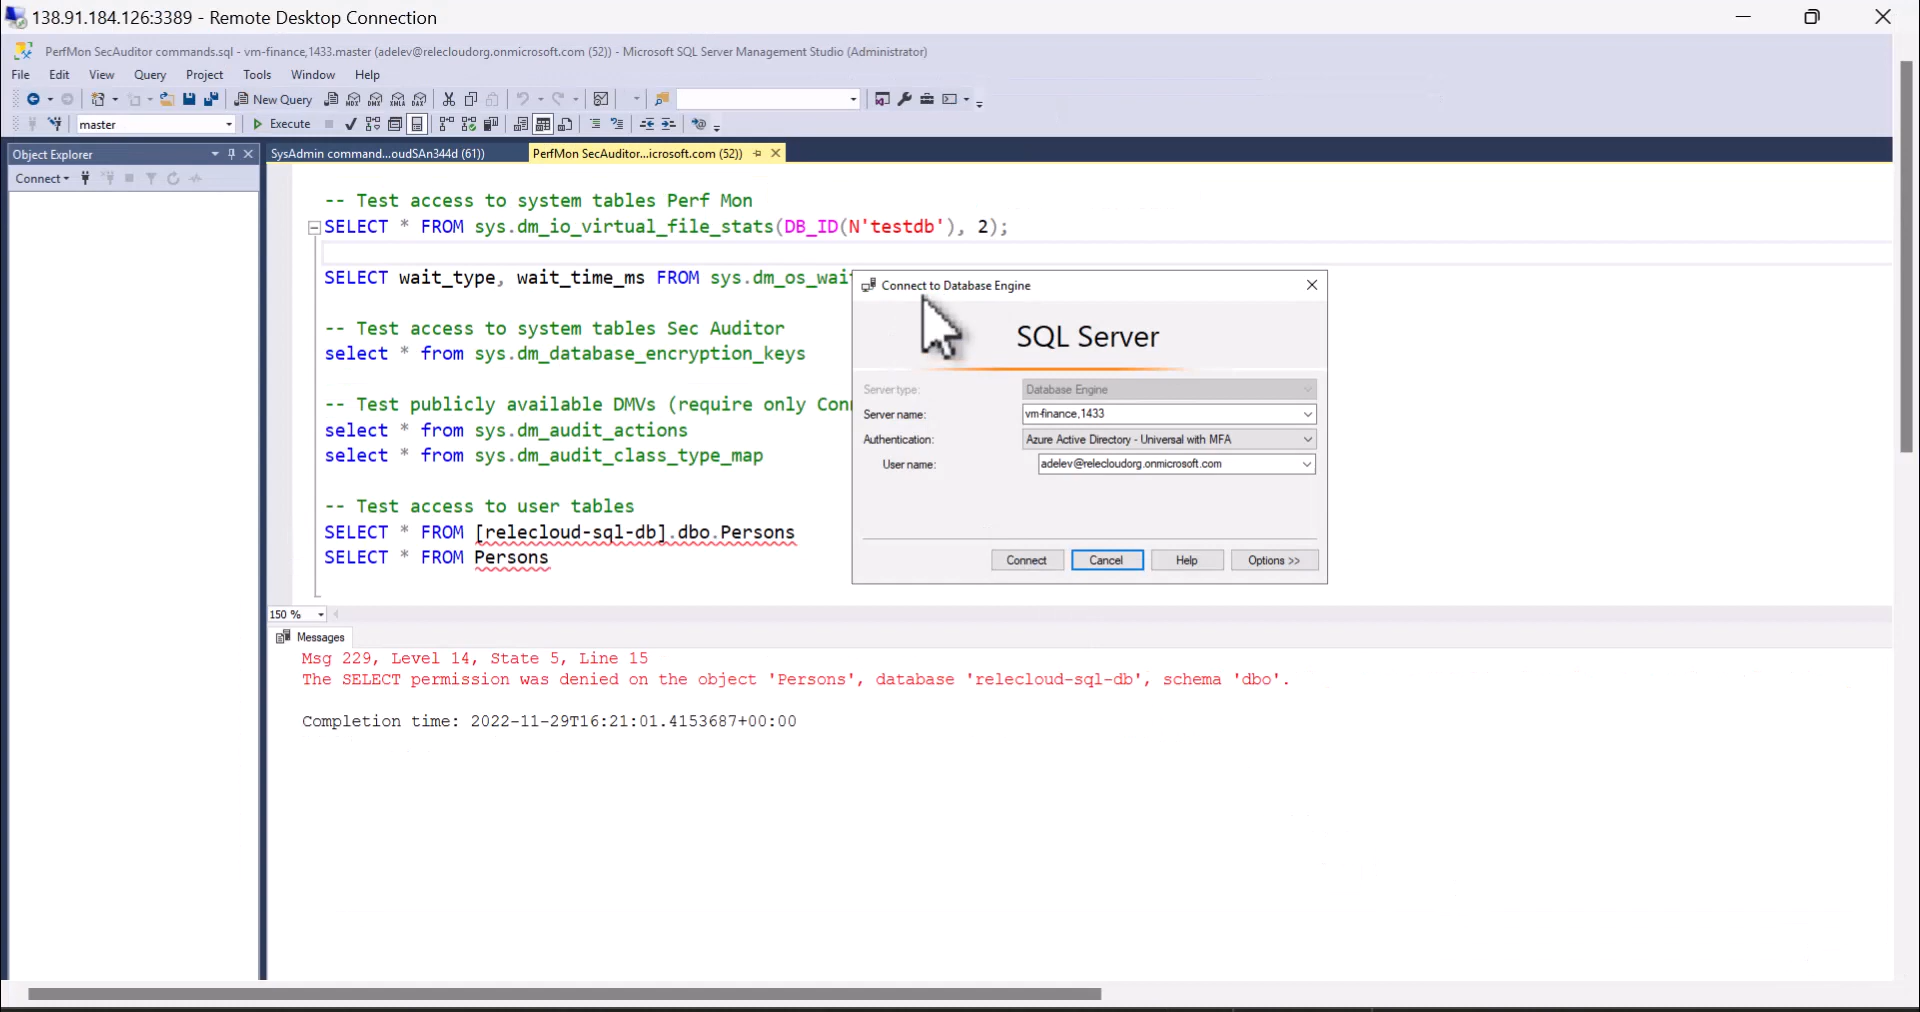 138.91.184.126:3389 - Remote Desktop Connection
PerfMon SecAuditor commands.sql - vm-finance,1433.master (adelev@relecloudorg.onmicrosoft.com (52)) - Microsoft SQL Server Management Studio (Administrator)
File Edit View Query Project Tools Window Help
New Query
master Execute
Object Explorer
SysAdmin command...oudSAn344d (61))
PerfMon SecAuditor...icrosoft.com (52))
Connect
-- Test access to system tables Perf Mon
SELECT * FROM sys.dm_io_virtual_file_stats(DB_ID(N'testdb'), 2);
SELECT wait_type, wait_time_ms FROM sys.dm_os_wait
-- Test access to system tables Sec Auditor
select * from sys.dm_database_encryption_keys
-- Test publicly available DMVs (require only Conn
select * from sys.dm_audit_actions
select * from sys.dm_audit_class_type_map
-- Test access to user tables
SELECT * FROM [relecloud-sql-db].dbo.Persons
SELECT * FROM Persons
Connect to Database Engine
SQL Server
Server type: Database Engine
Server name: vm-finance,1433
Authentication: Azure Active Directory - Universal with MFA
User name: adelev@relecloudorg.onmicrosoft.com
Connect Cancel Help Options >>
150 %
Messages
Msg 229, Level 14, State 5, Line 15
The SELECT permission was denied on the object 'Persons', database 'relecloud-sql-db', schema 'dbo'.
Completion time: 2022-11-29T16:21:01.4153687+00:00